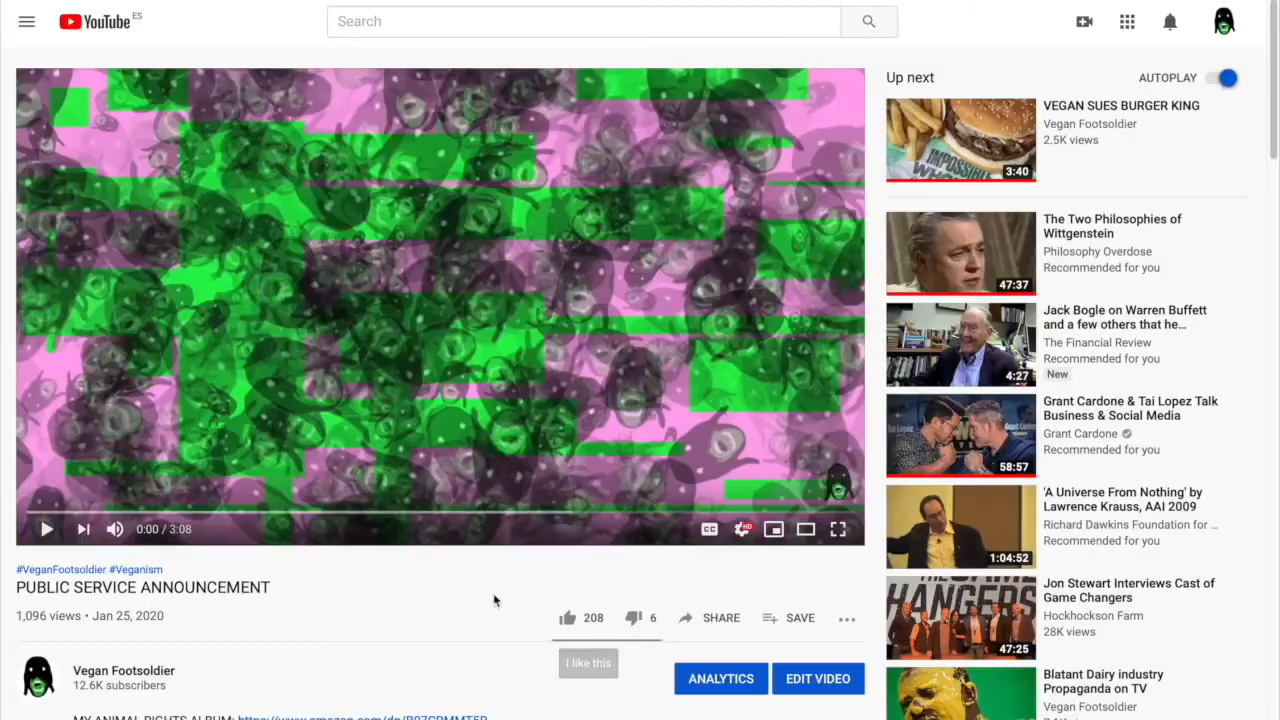 YouTube ES
Search
Up next
AUTOPLAY
VEGAN SUES BURGER KING
Vegan Footsoldier
2.5K views
IMPOSSIBLE
3:40
The Two Philosophies of
Wittgenstein
Philosophy Overdose
Recommended for you
47:37
Jack Bogle on Warren Buffett
and a few others that he...
The Financial Review
Recommended for you
New
4:27
Grant Cardone & Tai Lopez Talk
Business & Social Media
Grant Cardone
Recommended for you
58:57
'A Universe From Nothing' by
Lawrence Krauss, AAI 2009
Richard Dawkins Foundation for ...
Recommended for you
1:04:52
Jon Stewart Interviews Cast of
Game Changers
Hockhockson Farm
28K views
HANGERS
47:25
Blatant Dairy industry
Propaganda on TV
Vegan Footsoldier
0:00 / 3:08
CC
HD
#VeganFootsoldier #Veganism
PUBLIC SERVICE ANNOUNCEMENT
1,096 views • Jan 25, 2020
208
6
SHARE
SAVE
I like this
Vegan Footsoldier
12.6K subscribers
ANALYTICS
EDIT VIDEO
MY ANIMAL RIGHTS ALBUM: